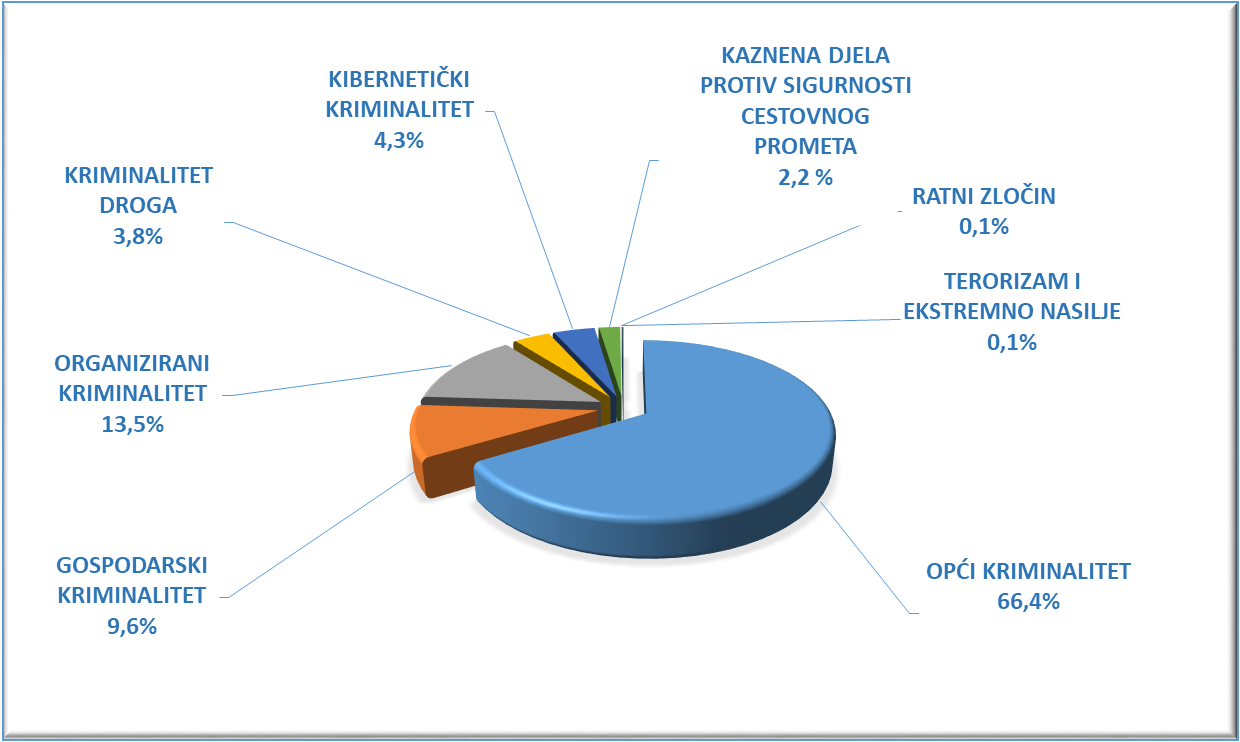 KAZNENA DJELA
PROTIV SIGURNOSTI
CESTOVNOG
PROMETA
2,2 %
KIBERNETIČKI
KRIMINALITET
4,3%
KRIMINALITET
DROGA
3,8%
RATNI ZLOČIN
0,1%
TERORIZAM I
EKSTREMNO NASILJE
0,1%
ORGANIZIRANI
KRIMINALITET
13,5%
GOSPODARSKI
KRIMINALITET
9,6%
OPĆI KRIMINALITET
66,4%